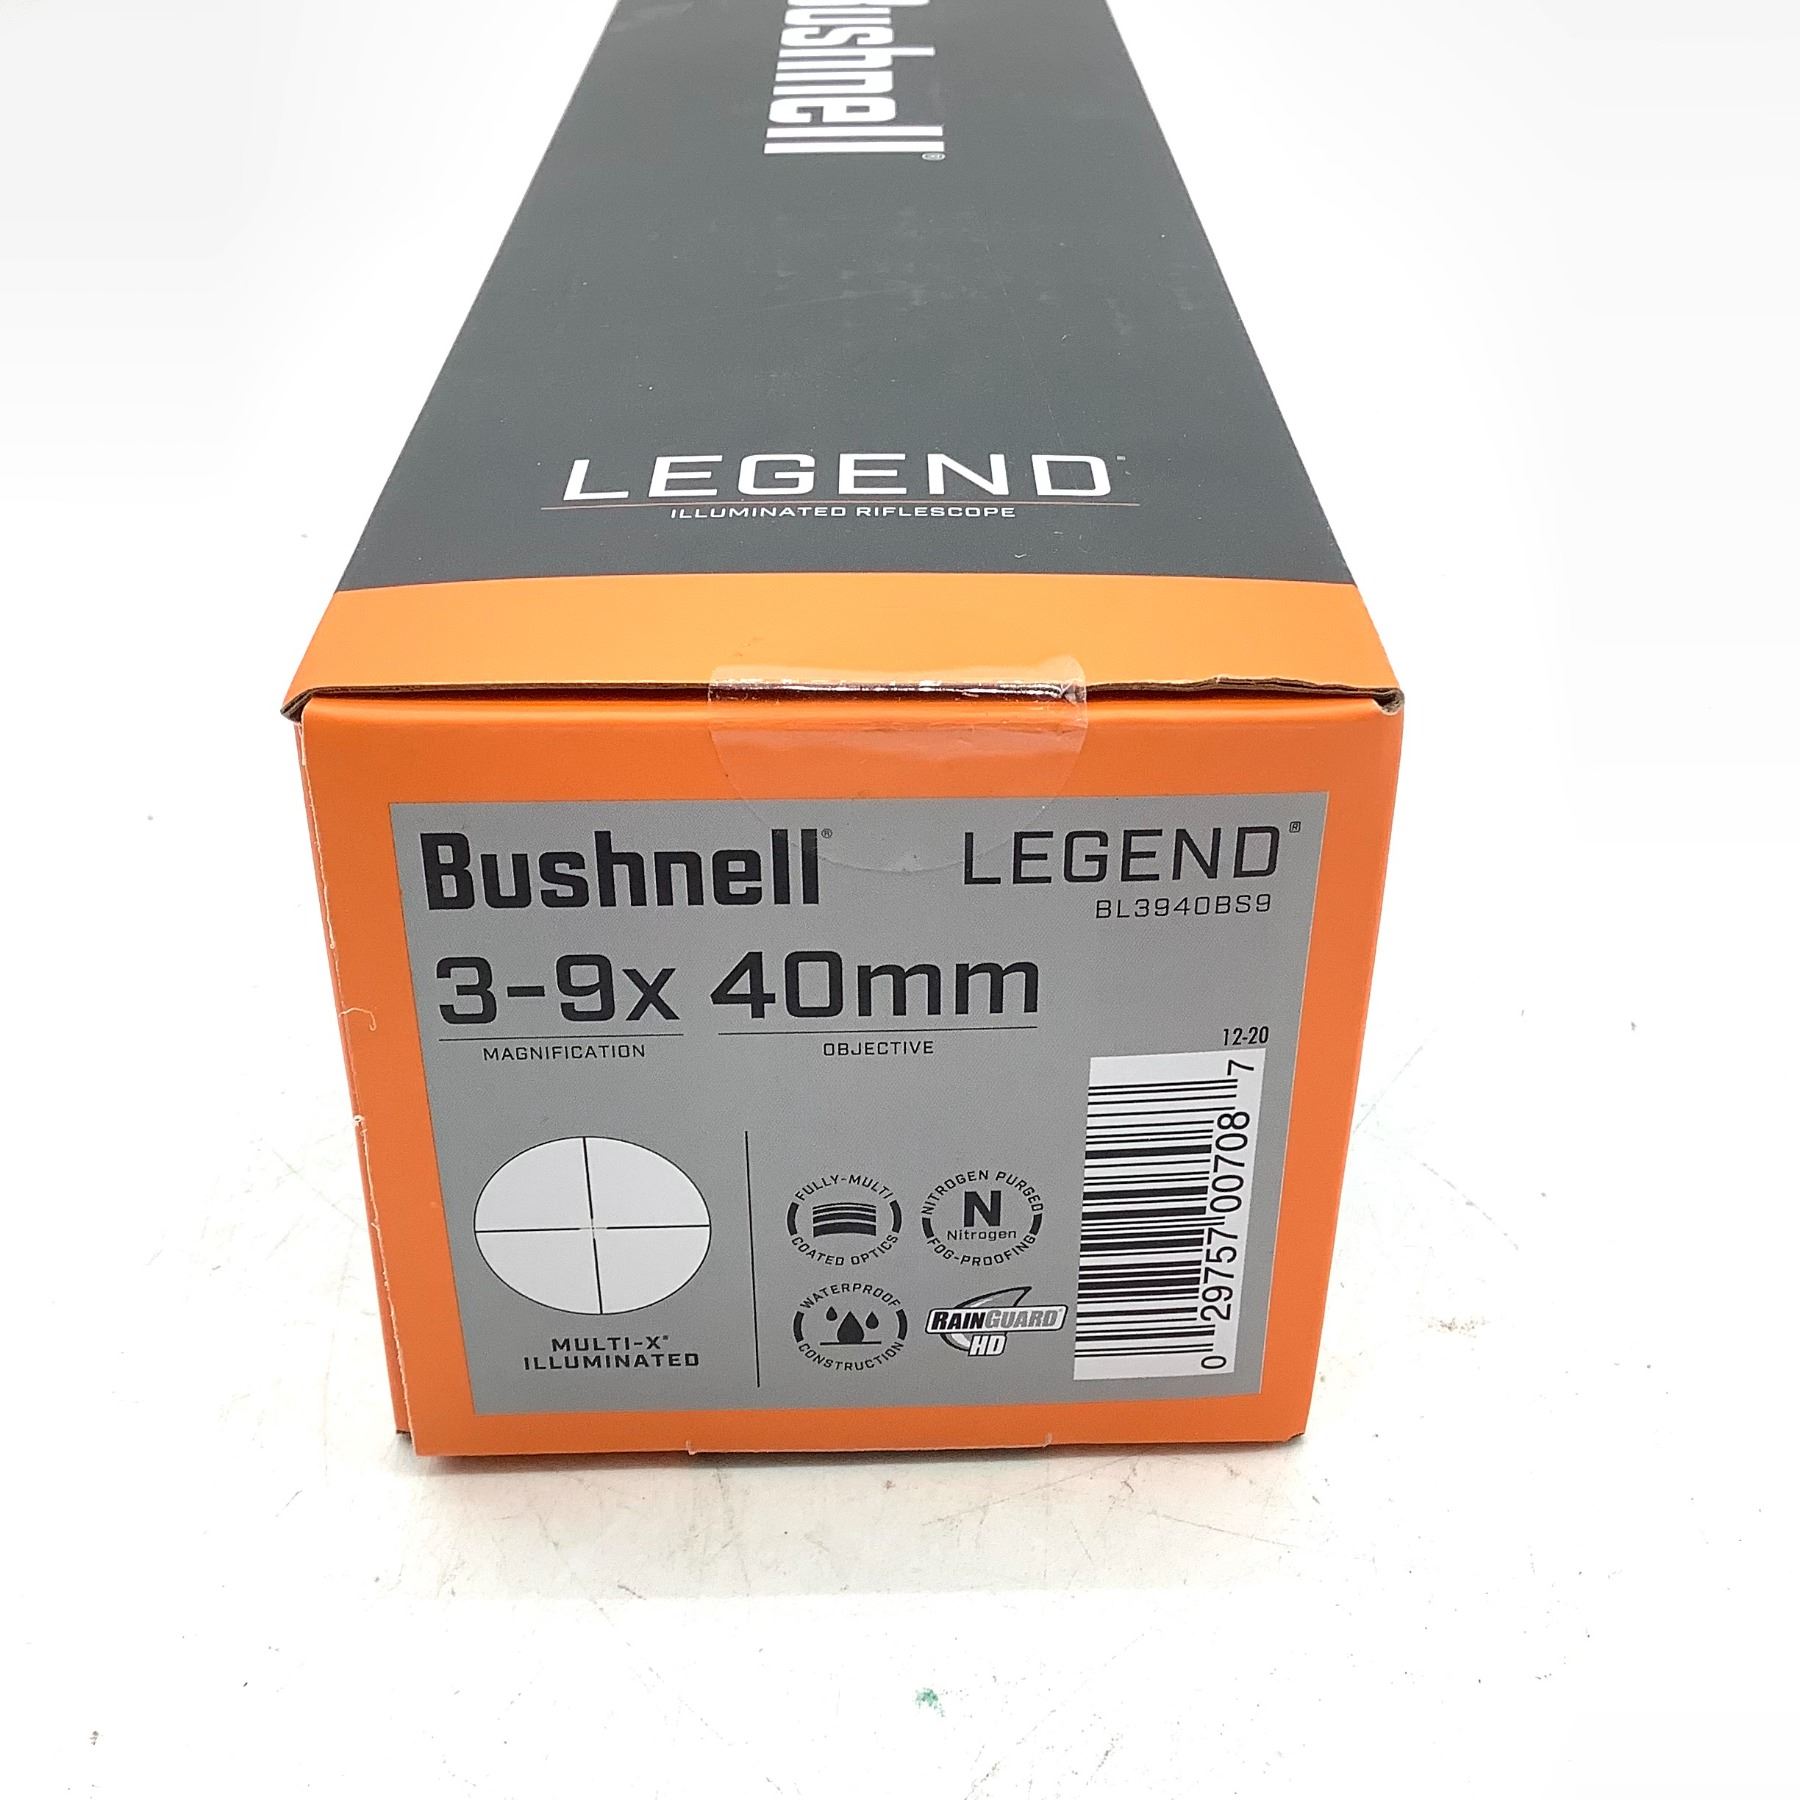 Bushnell®
LEGEND
ILLUMINATED RIFLESCOPE
Bushnell®
LEGEND®
BL3940BS9
3-9x 40mm
MAGNIFICATION
OBJECTIVE
12-20
0 29757 00708 7
MULTI-X®
ILLUMINATED
FULLY-MULTI
COATED OPTICS
NITROGEN PURGED
N
Nitrogen
FOG-PROOFING
WATERPROOF
CONSTRUCTION
RAINGUARD®
HD